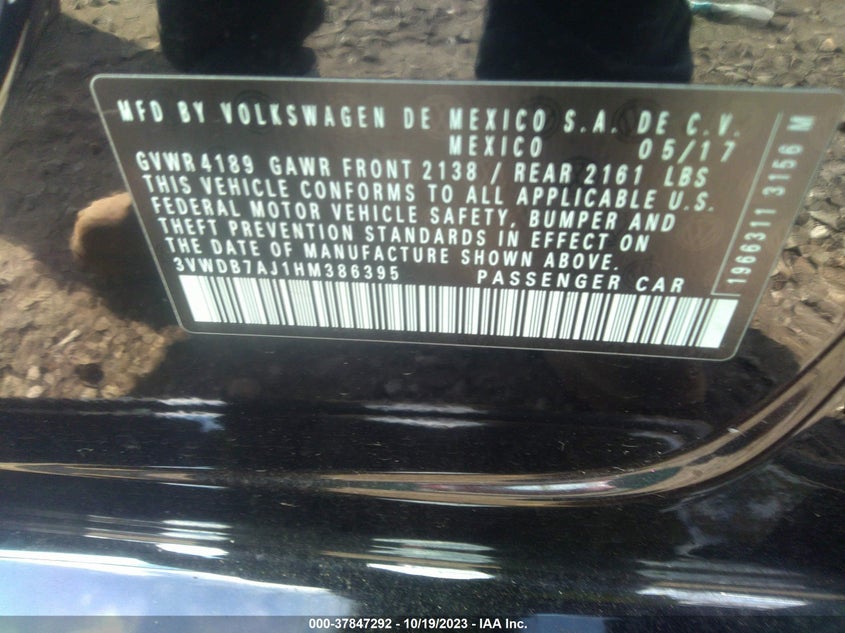 MFD BY VOLKSWAGEN DE MEXICO S.A. DE C.V.
MEXICO 05/17
GVWR 4189 GAWR FRONT 2138 / REAR 2161 LBS
THIS VEHICLE CONFORMS TO ALL APPLICABLE U.S.
FEDERAL MOTOR VEHICLE SAFETY, BUMPER AND
THEFT PREVENTION STANDARDS IN EFFECT ON
THE DATE OF MANUFACTURE SHOWN ABOVE.
3VWDB7AJ1HM386395 PASSENGER CAR
1966311 3156 M
000-37847292 - 10/19/2023 - IAA Inc.